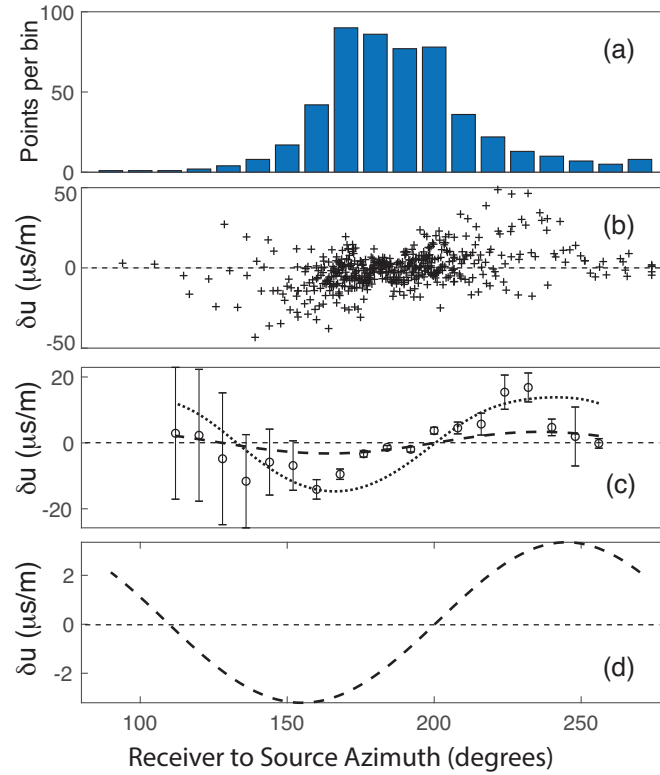 100
50
0
Points per bin
(a)
50
0
-50
δu (μs/m)
(b)
20
0
-20
δu (μs/m)
(c)
2
0
-2
δu (μs/m)
(d)
100 150 200 250
Receiver to Source Azimuth (degrees)